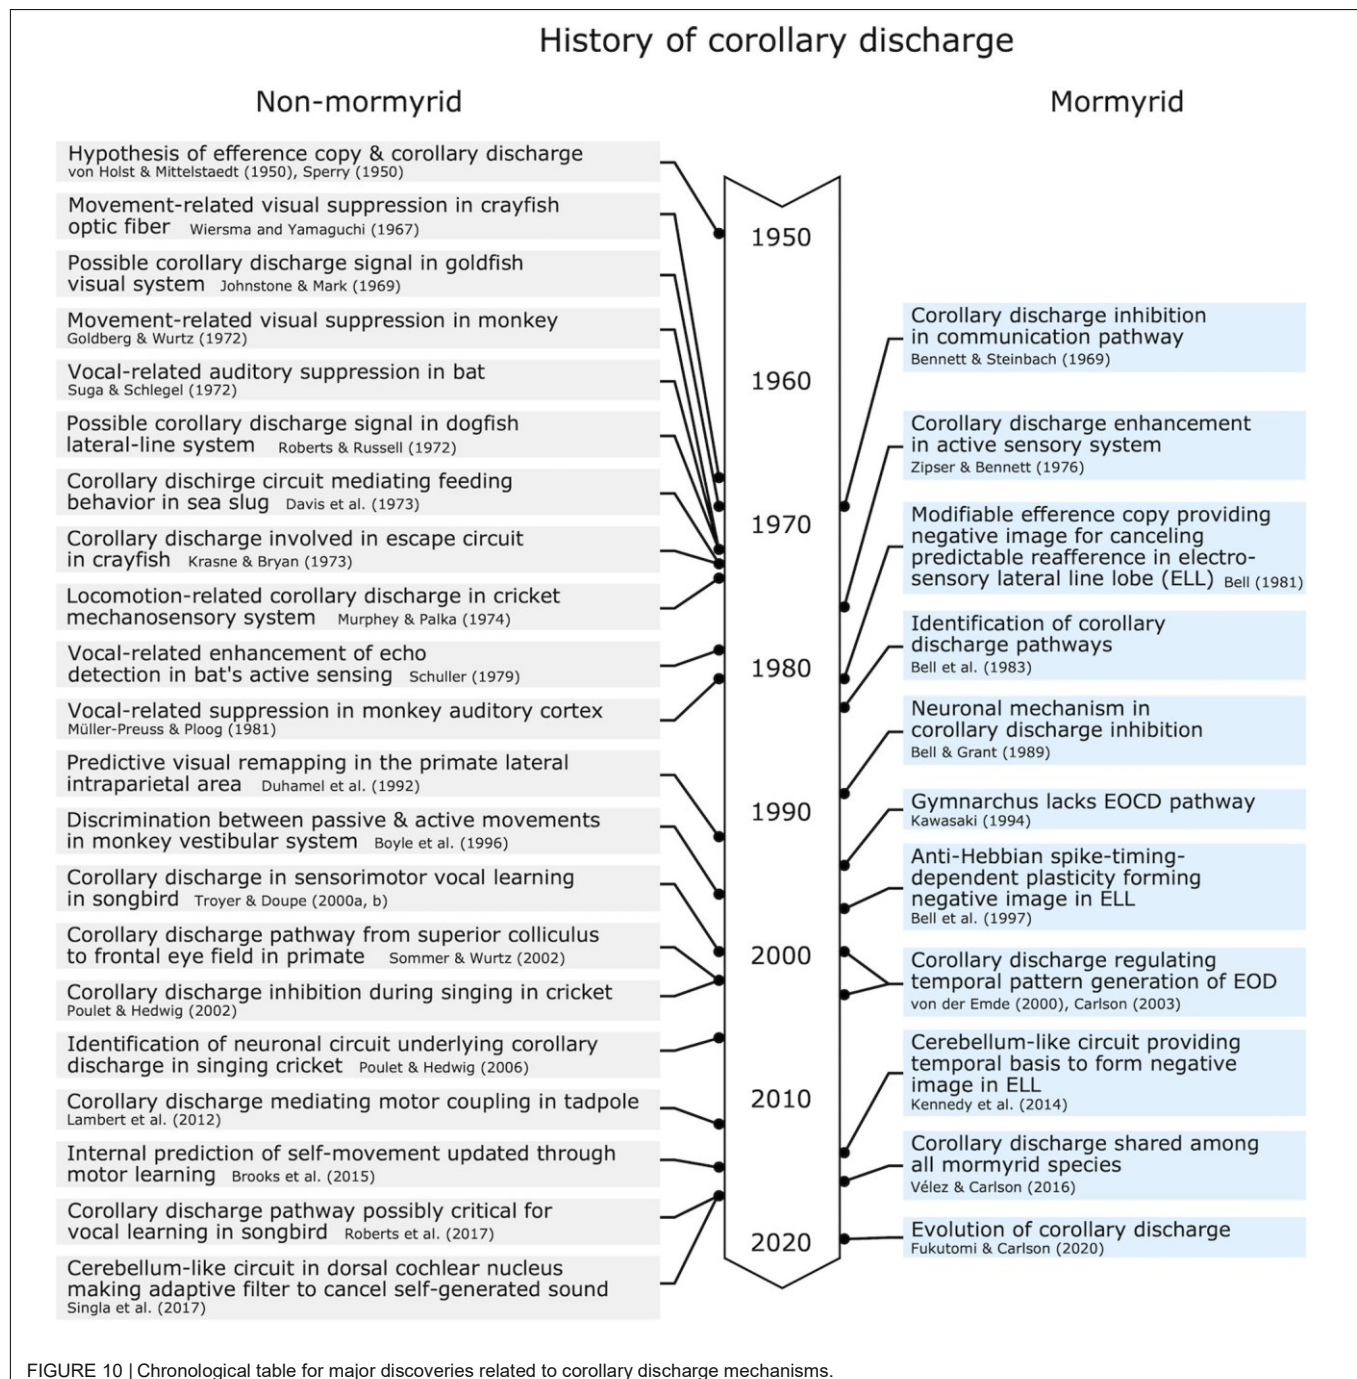 History of corollary discharge
Non-mormyrid
Mormyrid
Hypothesis of efference copy & corollary discharge
von Holst & Mittelstaedt (1950), Sperry (1950)
Movement-related visual suppression in crayfish
optic fiber Wiersma and Yamaguchi (1967)
Possible corollary discharge signal in goldfish
visual system Johnstone & Mark (1969)
Movement-related visual suppression in monkey
Goldberg & Wurtz (1972)
Vocal-related auditory suppression in bat
Suga & Schlegel (1972)
Possible corollary discharge signal in dogfish
lateral-line system Roberts & Russell (1972)
Corollary dischirge circuit mediating feeding
behavior in sea slug Davis et al. (1973)
Corollary discharge involved in escape circuit
in crayfish Krasne & Bryan (1973)
Locomotion-related corollary discharge in cricket
mechanosensory system Murphey & Palka (1974)
Vocal-related enhancement of echo
detection in bat's active sensing Schuller (1979)
Vocal-related suppression in monkey auditory cortex
Müller-Preuss & Ploog (1981)
Predictive visual remapping in the primate lateral
intraparietal area Duhamel et al. (1992)
Discrimination between passive & active movements
in monkey vestibular system Boyle et al. (1996)
Corollary discharge in sensorimotor vocal learning
in songbird Troyer & Doupe (2000a, b)
Corollary discharge pathway from superior colliculus
to frontal eye field in primate Sommer & Wurtz (2002)
Corollary discharge inhibition during singing in cricket
Poulet & Hedwig (2002)
Identification of neuronal circuit underlying corollary
discharge in singing cricket Poulet & Hedwig (2006)
Corollary discharge mediating motor coupling in tadpole
Lambert et al. (2012)
Internal prediction of self-movement updated through
motor learning Brooks et al. (2015)
Corollary discharge pathway possibly critical for
vocal learning in songbird Roberts et al. (2017)
Cerebellum-like circuit in dorsal cochlear nucleus
making adaptive filter to cancel self-generated sound
Singla et al. (2017)
1950
1960
1970
1980
1990
2000
2010
2020
Corollary discharge inhibition
in communication pathway
Bennett & Steinbach (1969)
Corollary discharge enhancement
in active sensory system
Zipser & Bennett (1976)
Modifiable efference copy providing
negative image for canceling
predictable reafference in electro-
sensory lateral line lobe (ELL) Bell (1981)
Identification of corollary
discharge pathways
Bell et al. (1983)
Neuronal mechanism in
corollary discharge inhibition
Bell & Grant (1989)
Gymnarchus lacks EOCD pathway
Kawasaki (1994)
Anti-Hebbian spike-timing-
dependent plasticity forming
negative image in ELL
Bell et al. (1997)
Corollary discharge regulating
temporal pattern generation of EOD
von der Emde (2000), Carlson (2003)
Cerebellum-like circuit providing
temporal basis to form negative
image in ELL
Kennedy et al. (2014)
Corollary discharge shared among
all mormyrid species
Vélez & Carlson (2016)
Evolution of corollary discharge
Fukutomi & Carlson (2020)
FIGURE 10 | Chronological table for major discoveries related to corollary discharge mechanisms.